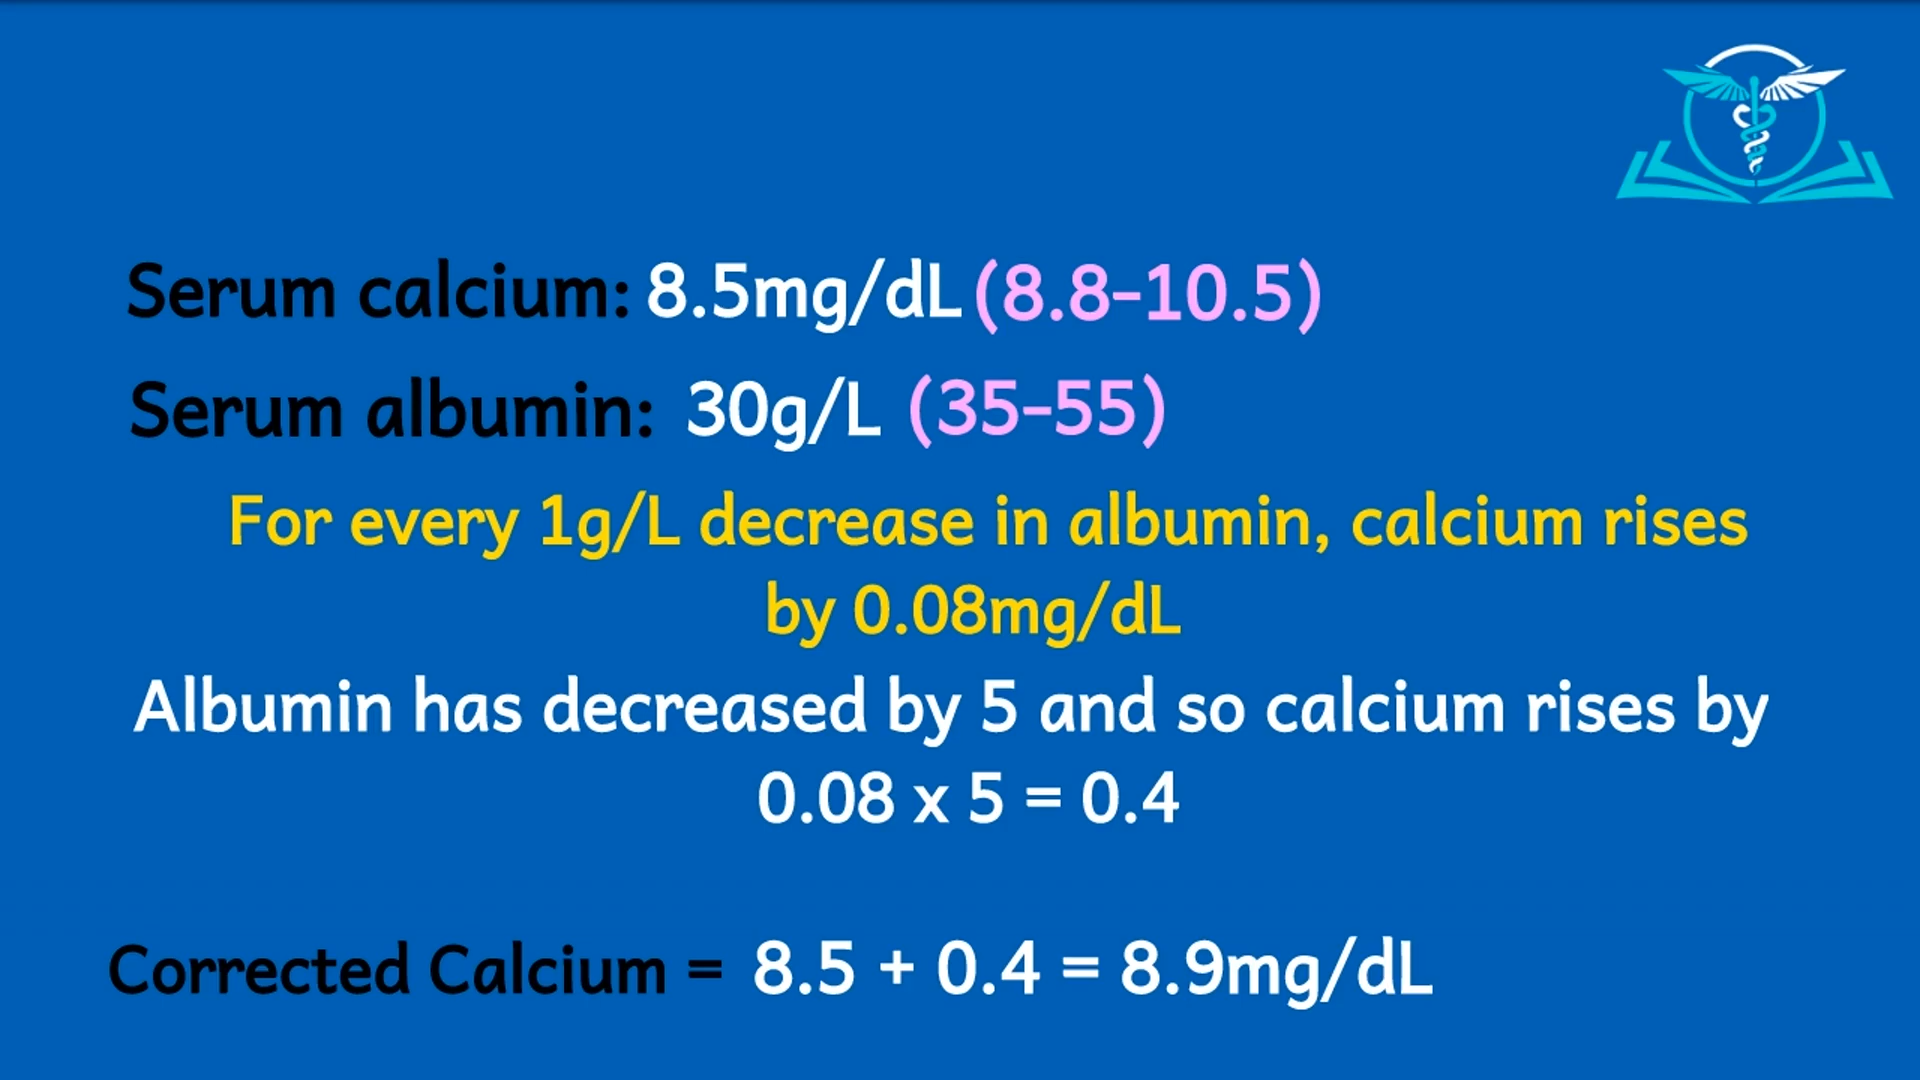 Serum calcium: 8.5mg/dL (8.8-10.5)
Serum albumin: 30g/L (35-55)
For every 1g/L decrease in albumin, calcium rises
by 0.08mg/dL
Albumin has decreased by 5 and so calcium rises by
0.08 x 5 = 0.4
Corrected Calcium = 8.5 + 0.4 = 8.9mg/dL